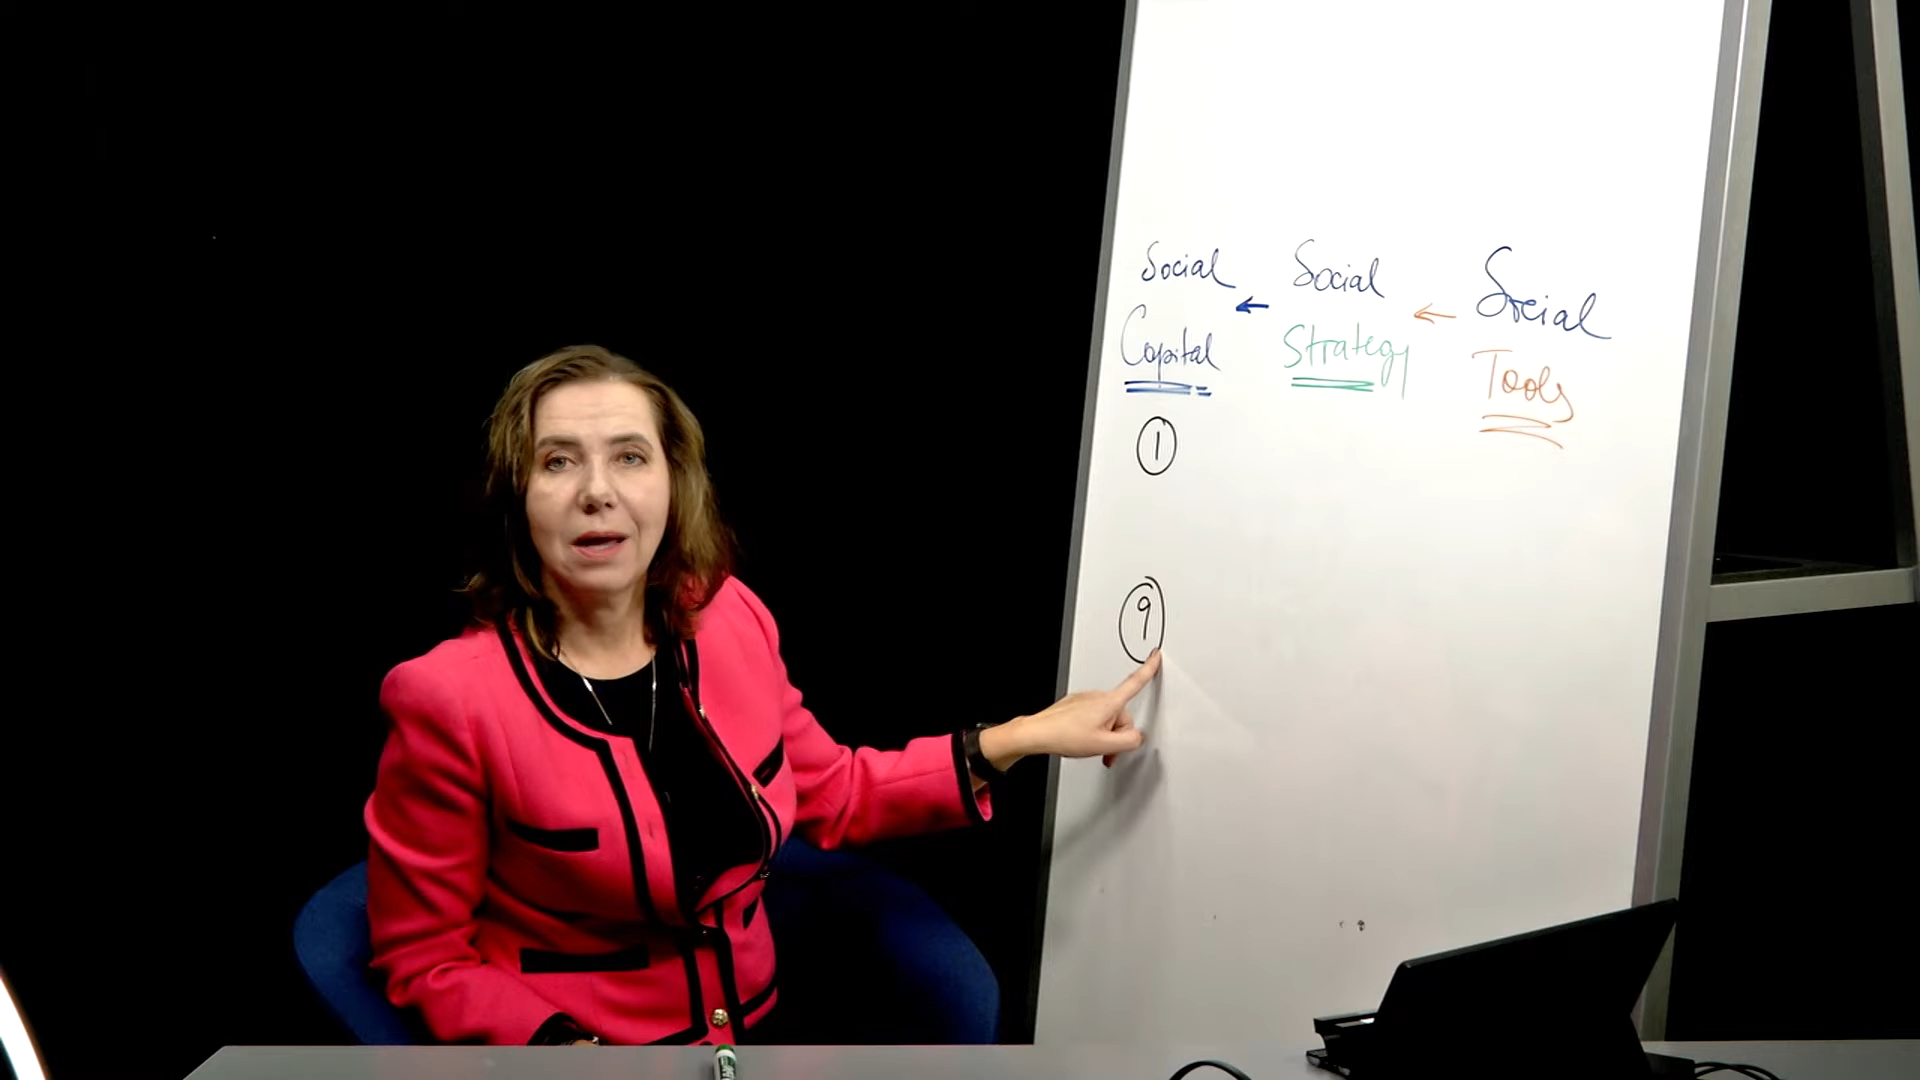 Social ← Social ← Social
Capital Strategy Tools
1
9